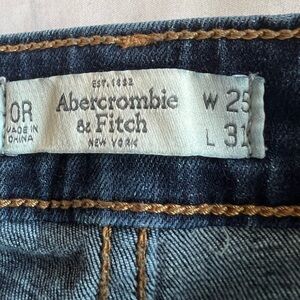 EST. 1892
Abercrombie
& Fitch
NEW YORK
0R
MADE IN
CHINA
W 25
L 31